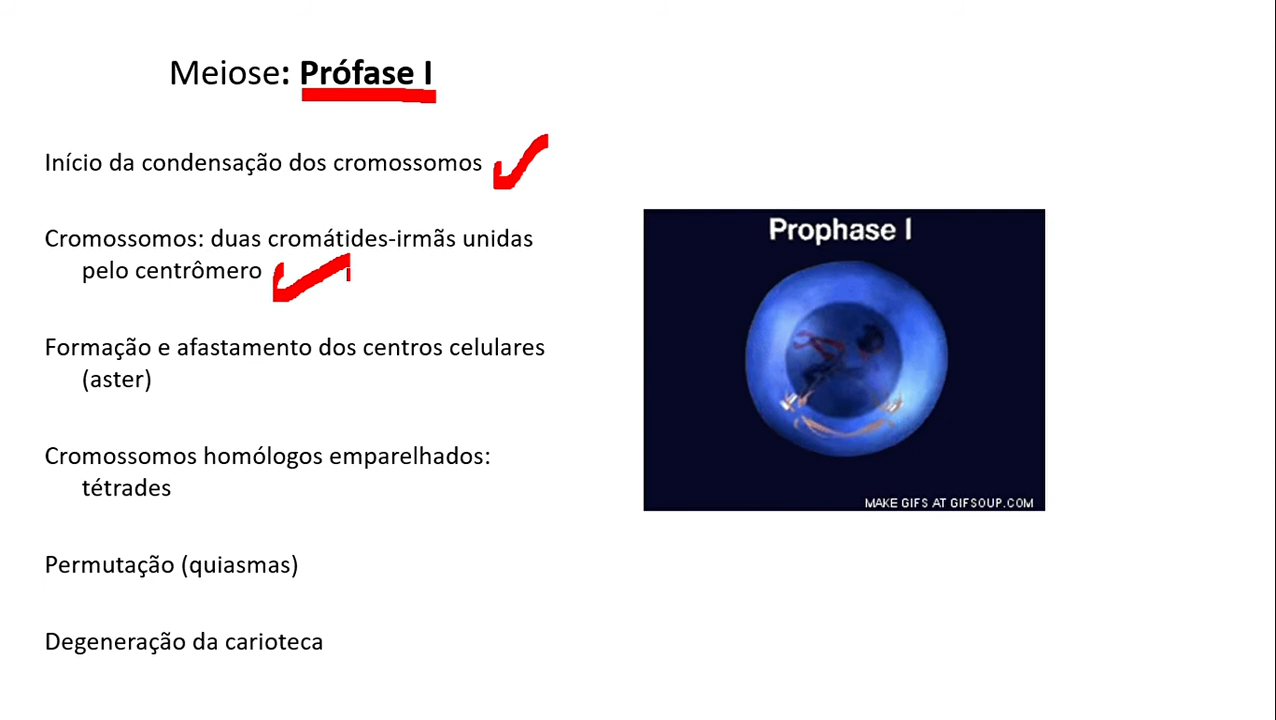 Meiose: Prófase I
Início da condensação dos cromossomos
Cromossomos: duas cromátides-irmãs unidas
pelo centrômero
Formação e afastamento dos centros celulares
(aster)
Cromossomos homólogos emparelhados:
tétrades
Permutação (quiasmas)
Degeneração da carioteca
Prophase I
MAKE GIFS AT GIFSOUP.COM